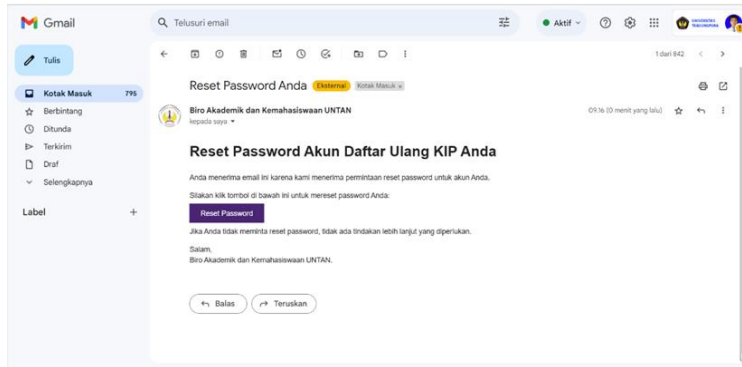 Gmail
Telusuri email
Aktif
Tulis
1 dari 642
Kotak Masuk 795
Berbintang
Ditunda
Terkirim
Draf
Selengkapnya
Label +
Reset Password Anda Eksternal Kotak Masuk x
Biro Akademik dan Kemahasiswaan UNTAN 09.16 (0 menit yang lalu)
kepada saya
Reset Password Akun Daftar Ulang KIP Anda
Anda menerima email ini karena kami menerima permintaan reset password untuk akun Anda.
Silakan klik tombol di bawah ini untuk mereset password Anda:
Reset Password
Jika Anda tidak meminta reset password, tidak ada tindakan lebih lanjut yang diperlukan.
Salam,
Biro Akademik dan Kemahasiswaan UNTAN.
Balas Teruskan